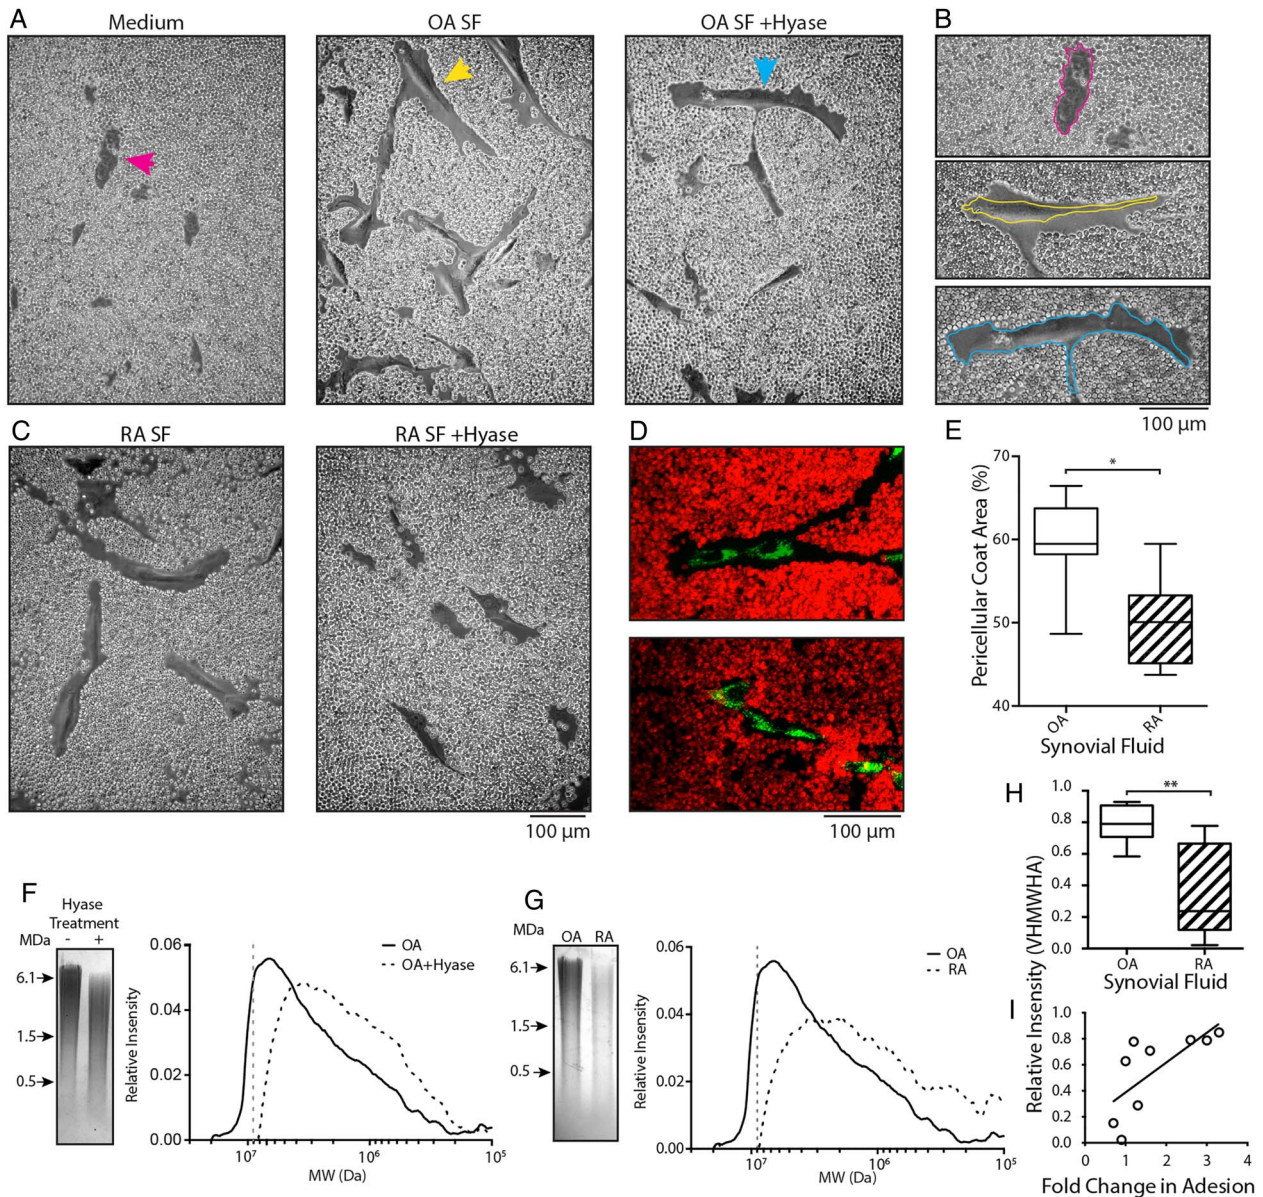 A
Medium
OA SF
OA SF +Hyase
B
100 µm
C
RA SF
RA SF +Hyase
100 µm
D
100 µm
E
Pericellular Coat Area (%)
70
60
50
40
*
OA
RA
Synovial Fluid
F
Hyase
Treatment
MDa
-
+
6.1
1.5
0.5
Relative Insensity
0.06
0.04
0.02
0.00
OA
OA+Hyase
10⁷
10⁶
10⁵
MW (Da)
G
MDa
OA
RA
6.1
1.5
0.5
Relative Insensity
0.06
0.04
0.02
0.00
OA
RA
10⁷
10⁶
10⁵
MW (Da)
H
Relative Insensity (VHMWHA)
1.0
0.8
0.6
0.4
0.2
0.0
**
OA
RA
Synovial Fluid
I
1.0
0.8
0.6
0.4
0.2
0.0
0
1
2
3
4
Fold Change in Adesion